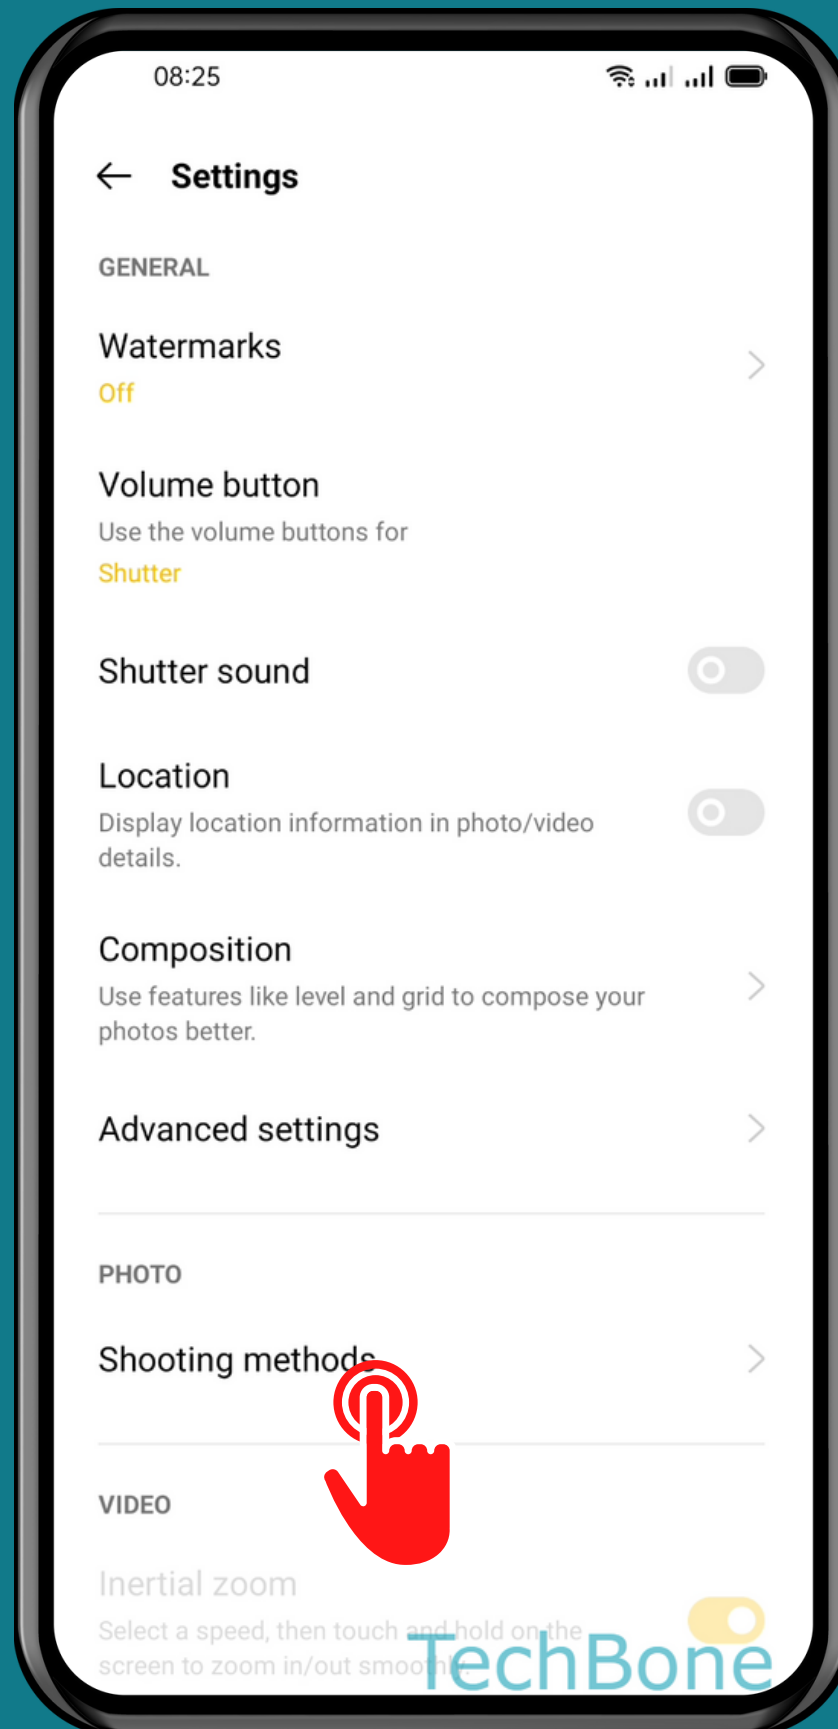 08:25
Settings
GENERAL
Watermarks
Off
Volume button
Use the volume buttons for
Shutter
Shutter sound
Location
Display location information in photo/video
details.
Composition
Use features like level and grid to compose your
photos better.
Advanced settings
PHOTO
Shooting methods
VIDEO
Inertial zoom
Select a speed, then touch and hold on the
screen to zoom in/out smoothly.
TechBone